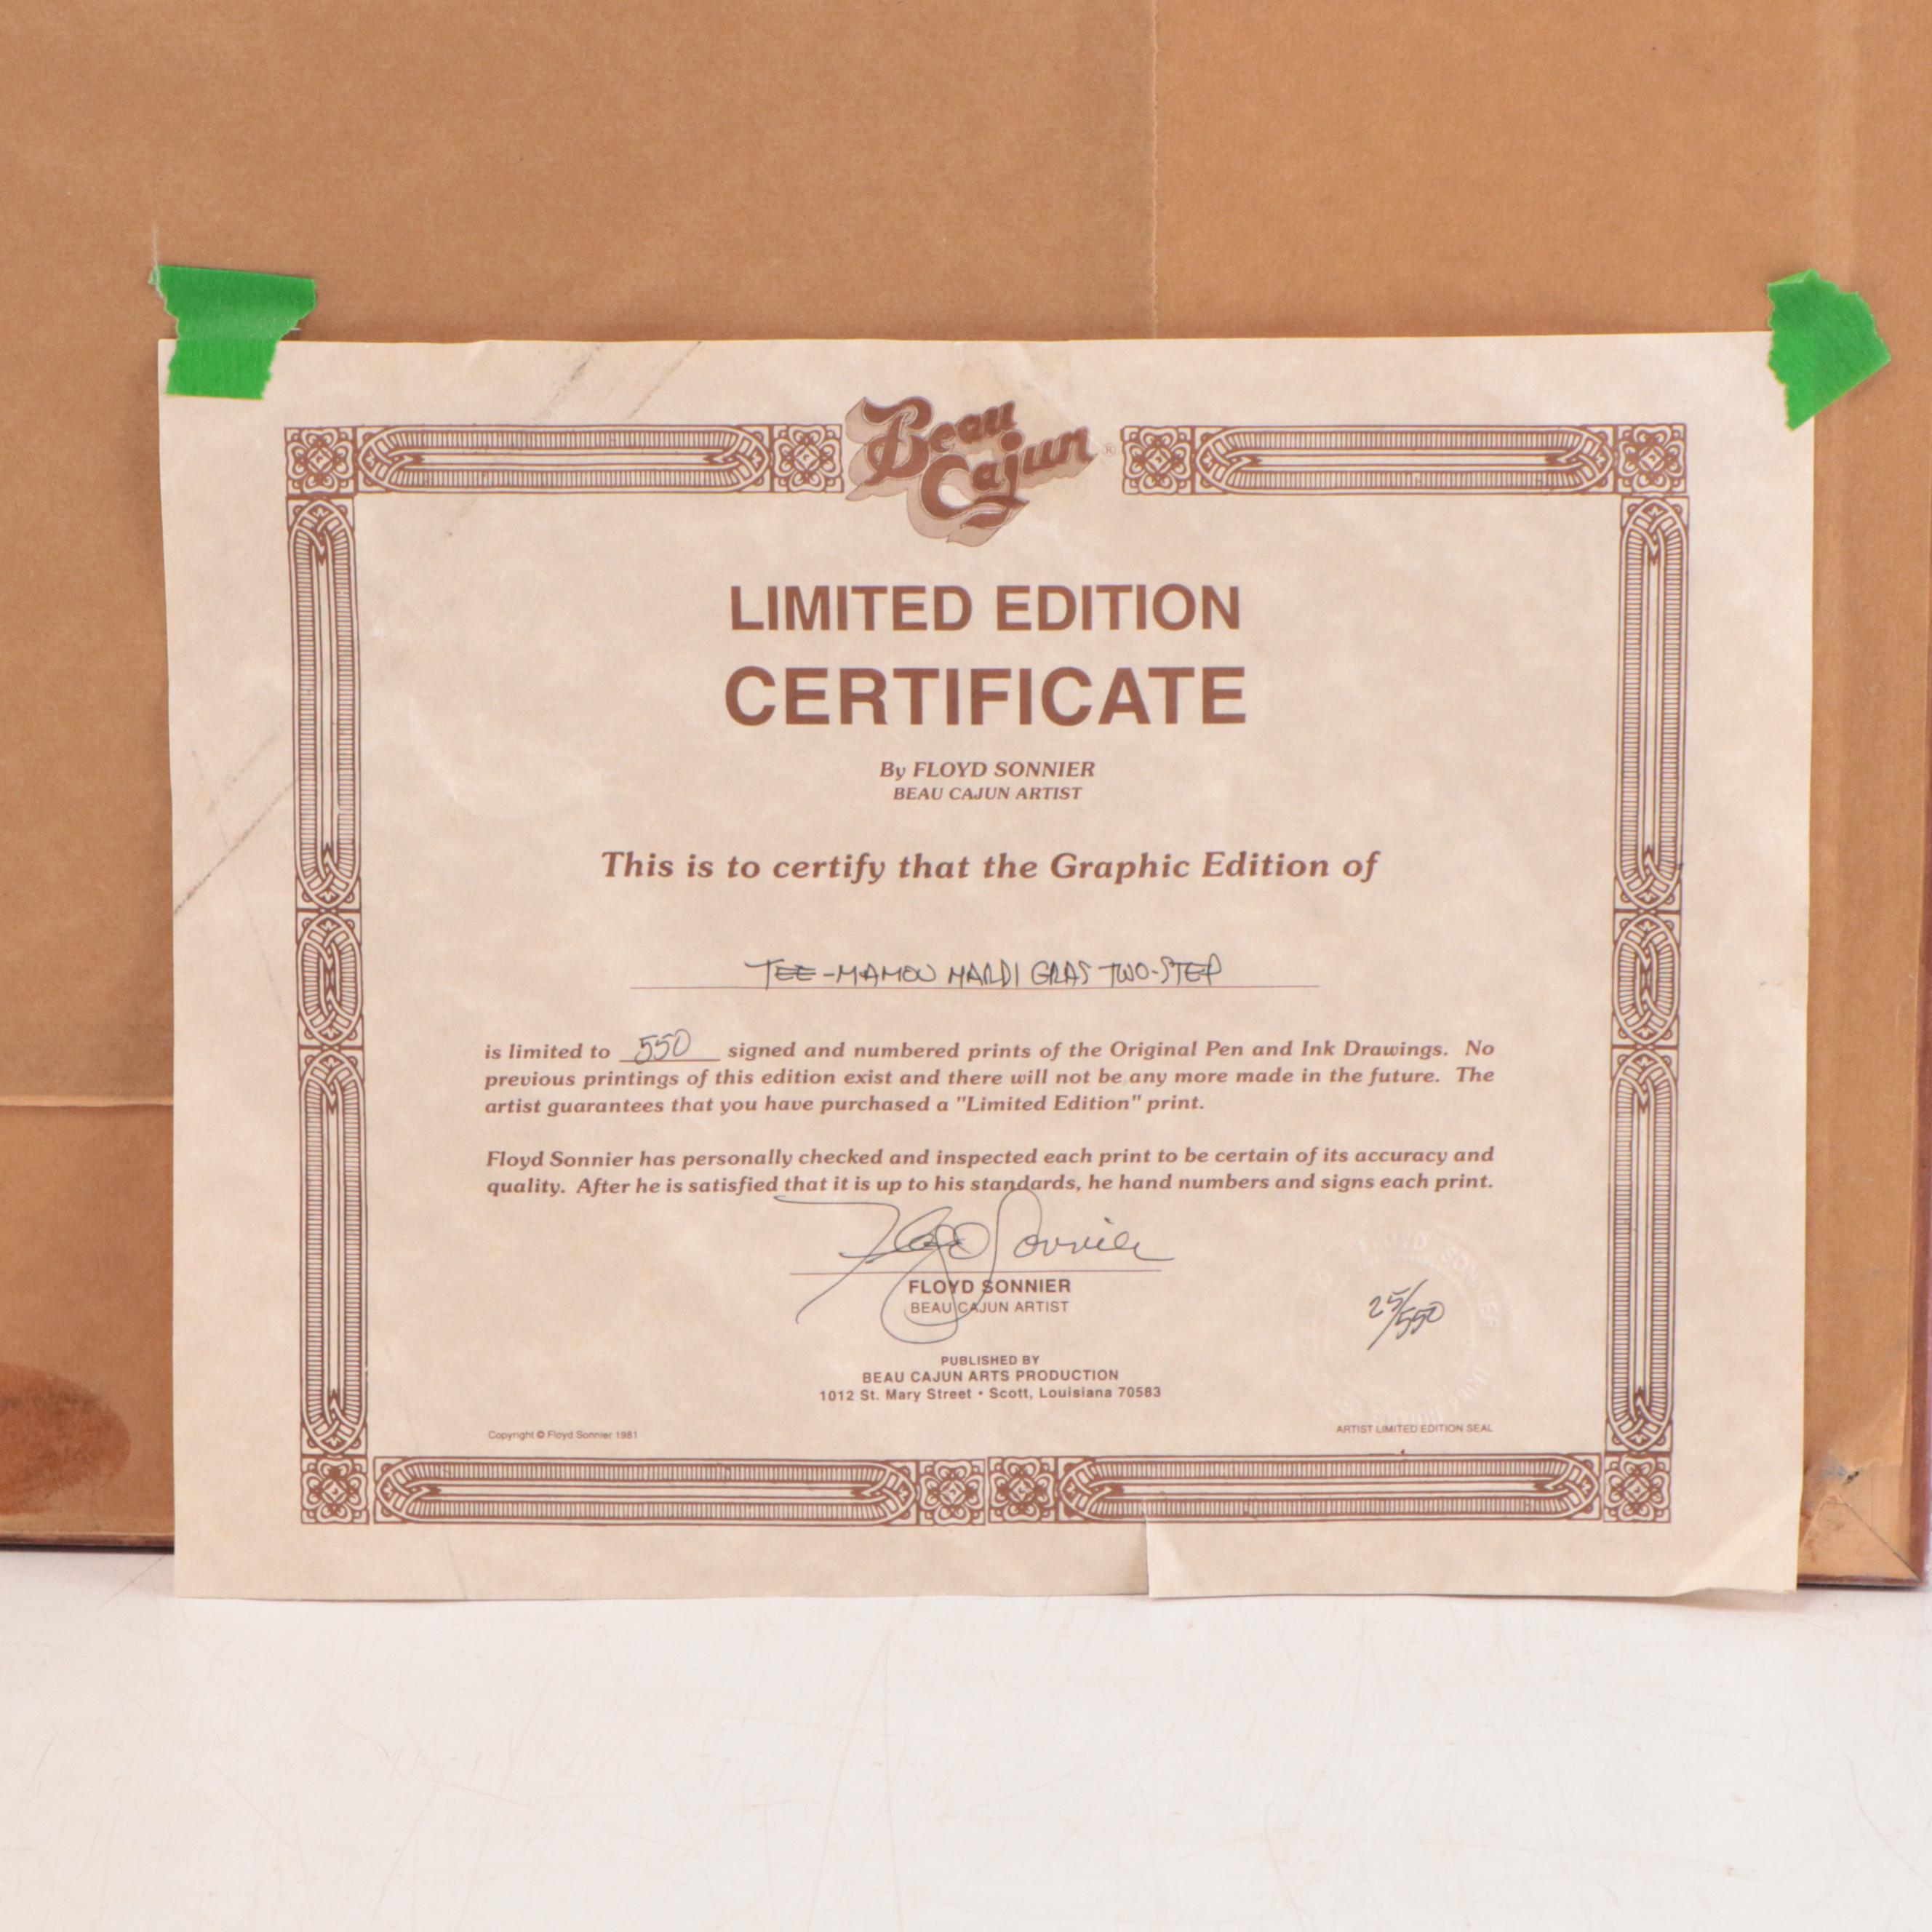 Beau
Cajun ®
LIMITED EDITION
CERTIFICATE
By FLOYD SONNIER
BEAU CAJUN ARTIST
This is to certify that the Graphic Edition of
TEE-MAMOU MARDI GRAS TWO-STEP
is limited to 550 signed and numbered prints of the Original Pen and Ink Drawings. No
previous printings of this edition exist and there will not be any more made in the future. The
artist guarantees that you have purchased a "Limited Edition" print.
Floyd Sonnier has personally checked and inspected each print to be certain of its accuracy and
quality. After he is satisfied that it is up to his standards, he hand numbers and signs each print.
Floyd Sonnier
FLOYD SONNIER
BEAU CAJUN ARTIST
25/550
PUBLISHED BY
BEAU CAJUN ARTS PRODUCTION
1012 St. Mary Street • Scott, Louisiana 70583
Copyright © Floyd Sonnier 1981
FLOYD SONNIER
ARTIST LIMITED EDITION SEAL